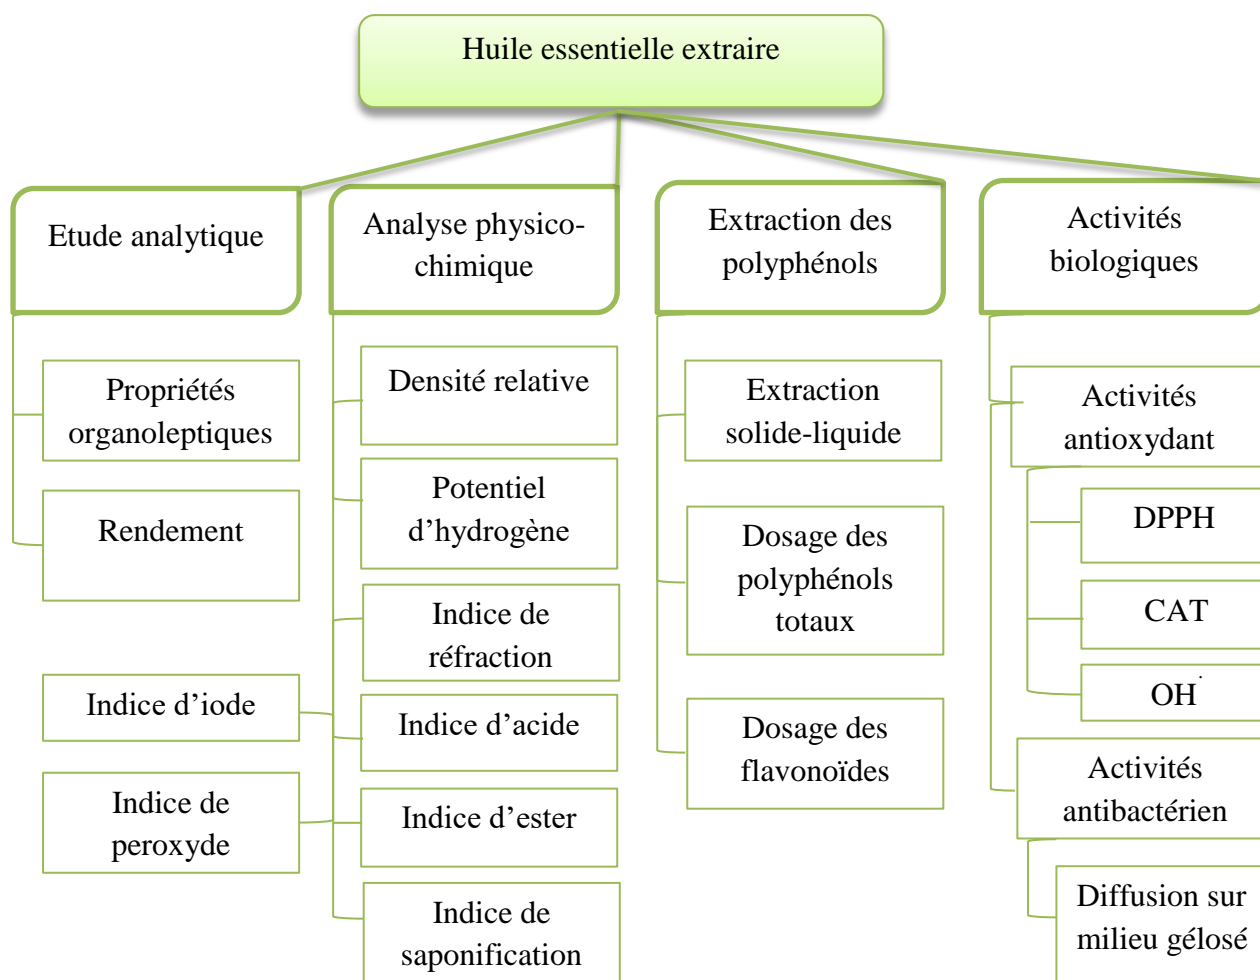 Huile essentielle extraire
Etude analytique
Propriétés
organoleptiques
Rendement
Analyse physico-
chimique
Densité relative
Potentiel
d’hydrogène
Indice de
réfraction
Indice d’acide
Indice d’ester
Indice de
saponification
Indice d’iode
Indice de
peroxyde
Extraction des
polyphénols
Extraction
solide-liquide
Dosage des
polyphénols
totaux
Dosage des
flavonoïdes
Activités
biologiques
Activités
antioxydant
DPPH
CAT
OH˙
Activités
antibactérien
Diffusion sur
milieu gélosé